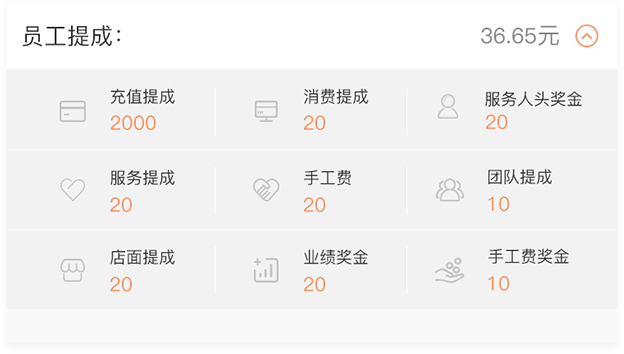 员工提成： 36.65元
充值提成 消费提成 服务人头奖金
2000 20 20
服务提成 手工费 团队提成
20 20 10
店面提成 业绩奖金 手工费奖金
20 20 10